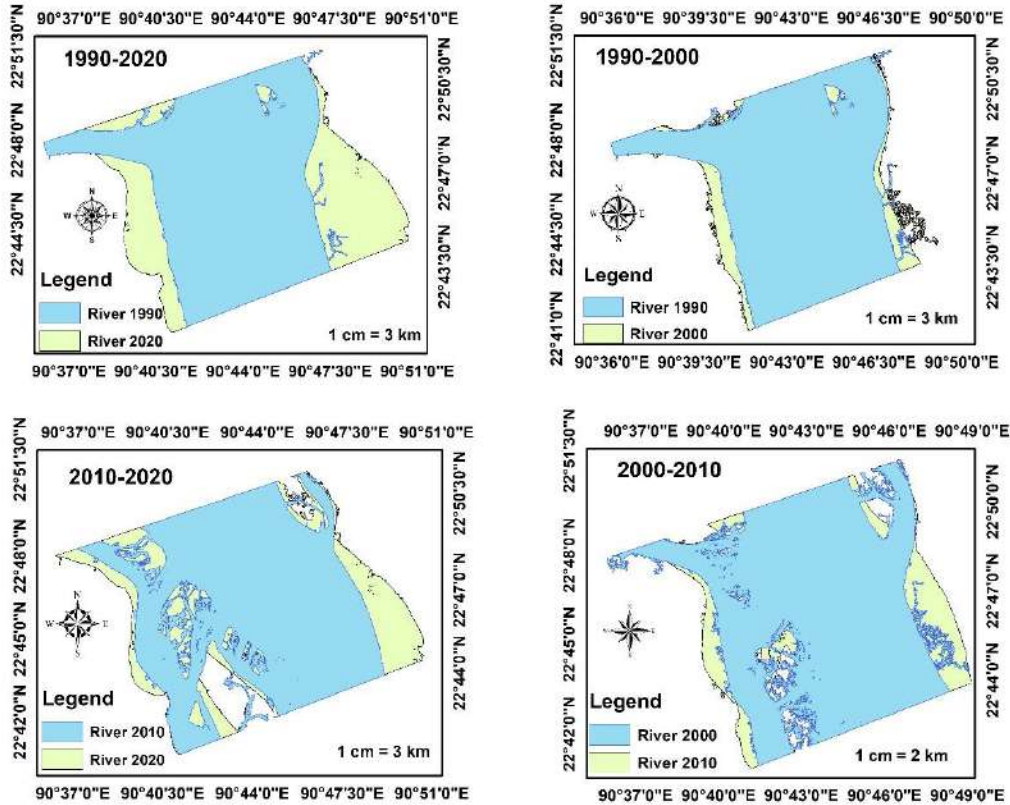 90°37'0"E 90°40'30"E 90°44'0"E 90°47'30"E 90°51'0"E
22°51'30"N
22°48'0"N
22°44'30"N
1990-2020
N
W E
S
Legend
River 1990
River 2020
1 cm = 3 km
22°50'30"N
22°47'0"N
22°43'30"N
90°37'0"E 90°40'30"E 90°44'0"E 90°47'30"E 90°51'0"E
90°36'0"E 90°39'30"E 90°43'0"E 90°46'30"E 90°50'0"E
22°51'30"N
22°48'0"N
22°44'30"N
22°41'0"N
1990-2000
N
W E
S
Legend
River 1990
River 2000
1 cm = 3 km
22°50'30"N
22°47'0"N
22°43'30"N
90°36'0"E 90°39'30"E 90°43'0"E 90°46'30"E 90°50'0"E
90°37'0"E 90°40'30"E 90°44'0"E 90°47'30"E 90°51'0"E
22°51'30"N
22°48'0"N
22°45'0"N
22°42'0"N
2010-2020
N
W E
S
Legend
River 2010
River 2020
1 cm = 3 km
22°50'30"N
22°47'0"N
22°44'0"N
90°37'0"E 90°40'30"E 90°44'0"E 90°47'30"E 90°51'0"E
90°37'0"E 90°40'0"E 90°43'0"E 90°46'0"E 90°49'0"E
22°51'30"N
22°48'0"N
22°45'0"N
22°42'0"N
2000-2010
N
W E
S
Legend
River 2000
River 2010
1 cm = 2 km
22°50'0"N
22°47'0"N
22°44'0"N
90°37'0"E 90°40'0"E 90°43'0"E 90°46'0"E 90°49'0"E